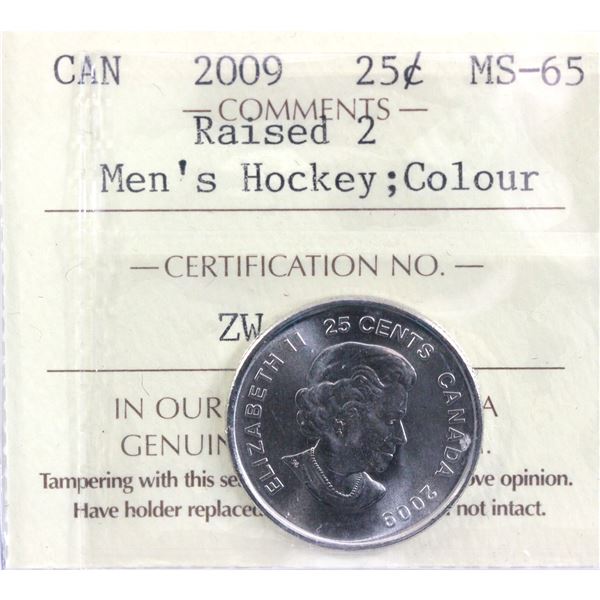 CAN 2009 25¢ MS-65
— COMMENTS —
Raised 2
Men's Hockey;Colour
— CERTIFICATION NO. —
ZW
ELIZABETH II 25 CENTS CANADA 2009
IN OUR A
GENUIN .
Tampering with this se ove opinion.
Have holder replace not intact.